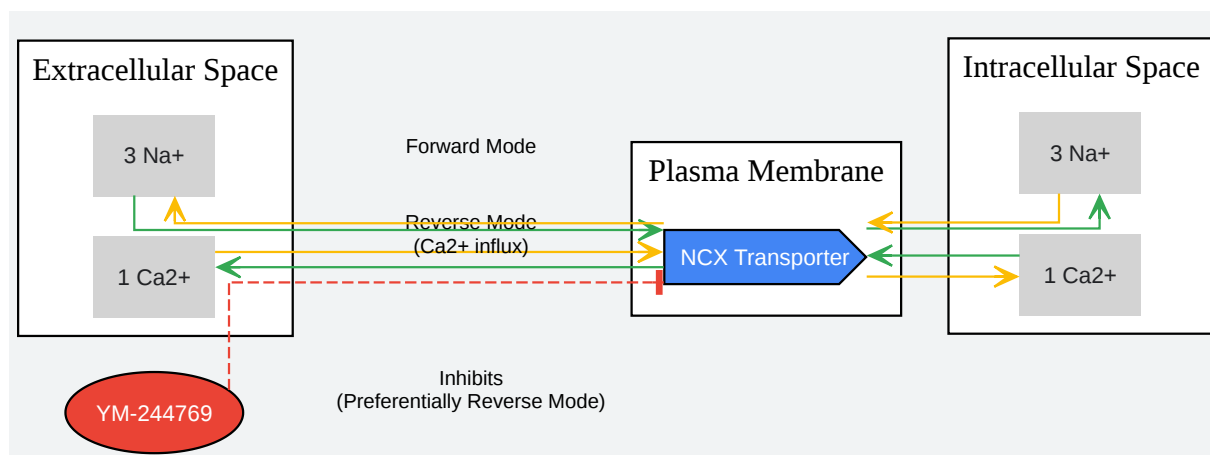 Extracellular Space
3 Na+
1 Ca2+
Forward Mode
Reverse Mode
(Ca2+ influx)
Plasma Membrane
NCX Transporter
Intracellular Space
3 Na+
1 Ca2+
YM-244769
Inhibits
(Preferentially Reverse Mode)